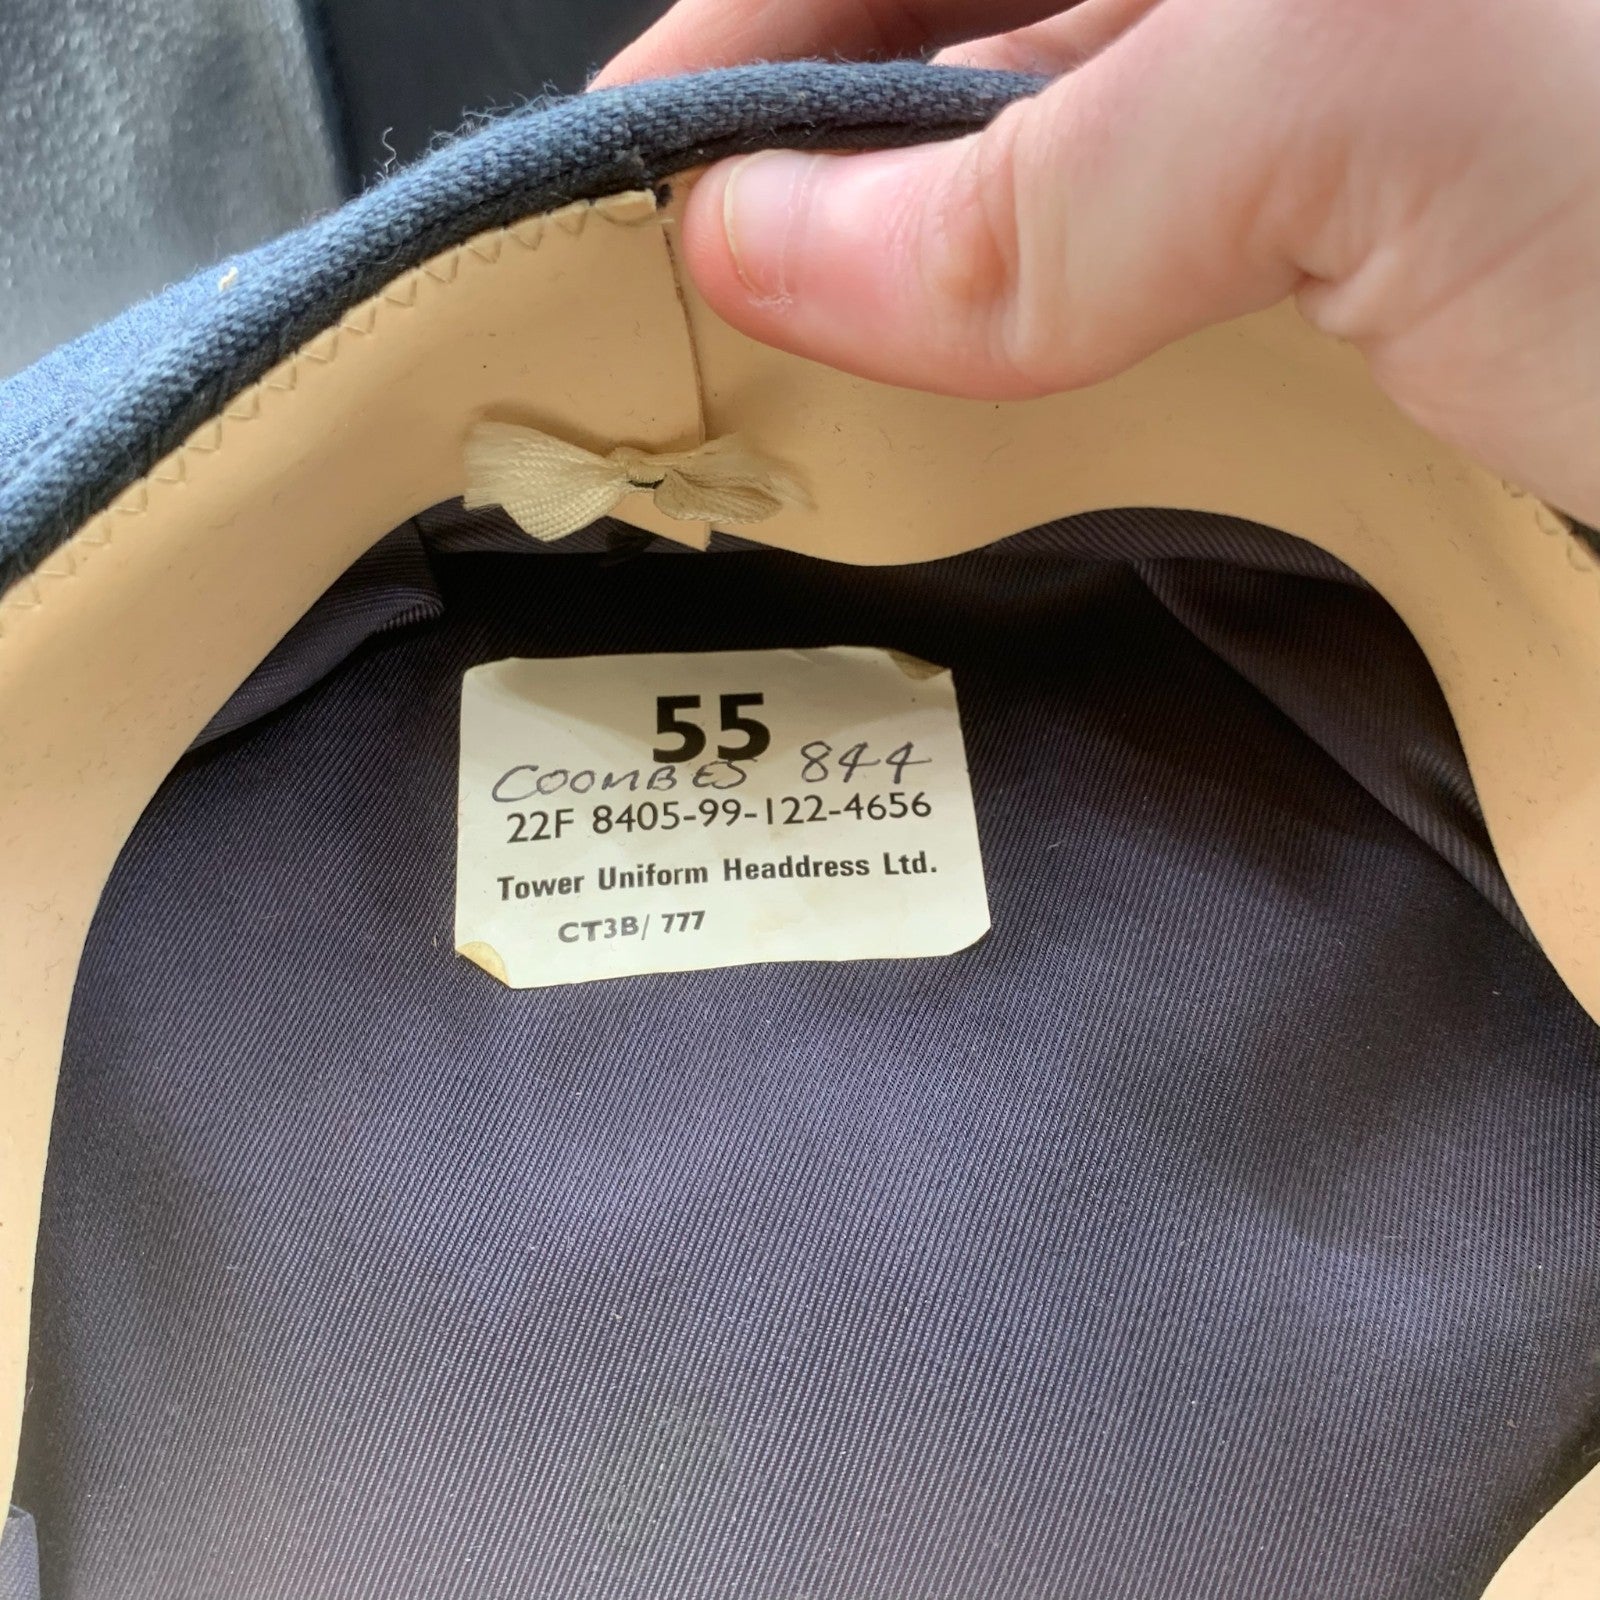 55
COOMBES 844
22F 8405-99-122-4656
Tower Uniform Headdress Ltd.
CT3B/ 777